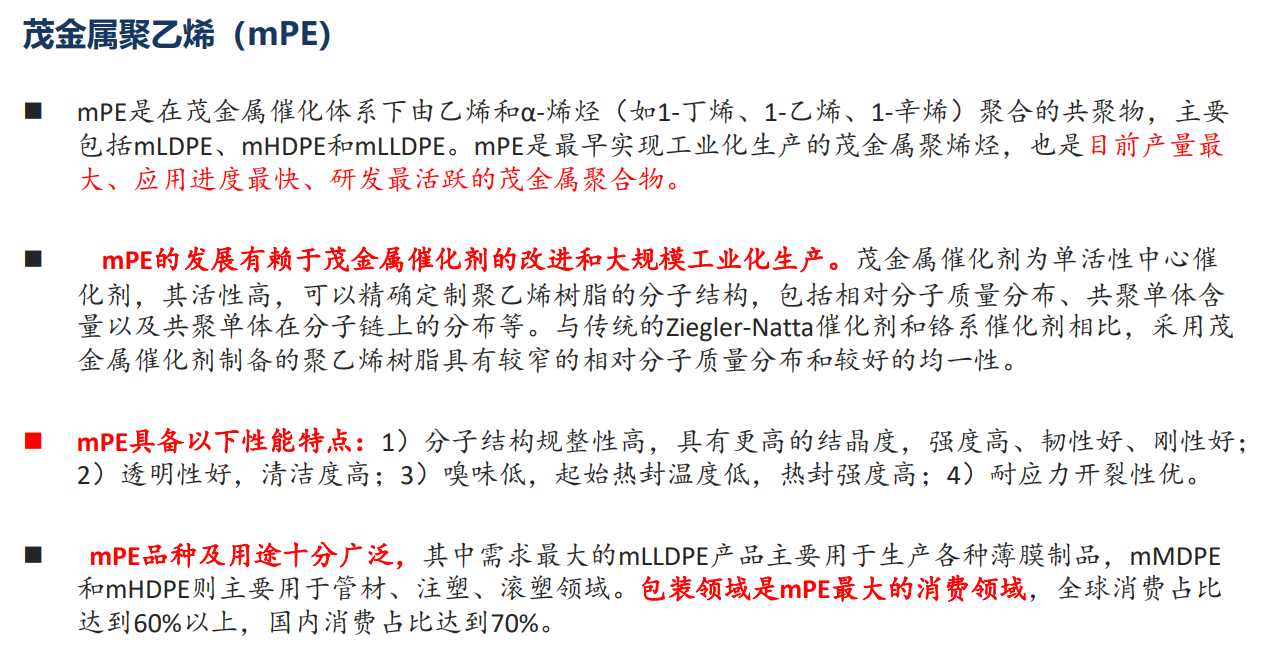 茂金属聚乙烯（mPE)
■ mPE是在茂金属催化体系下由乙烯和α-烯烃（如1-丁烯、1-乙烯、1-辛烯）聚合的共聚物，主要
包括mLDPE、mHDPE和mLLDPE。mPE是最早实现工业化生产的茂金属聚烯烃，也是目前产量最
大、应用进度最快、研发最活跃的茂金属聚合物。
■ mPE的发展有赖于茂金属催化剂的改进和大规模工业化生产。茂金属催化剂为单活性中心催
化剂，其活性高，可以精确定制聚乙烯树脂的分子结构，包括相对分子质量分布、共聚单体含
量以及共聚单体在分子链上的分布等。与传统的Ziegler-Natta催化剂和铬系催化剂相比，采用茂
金属催化剂制备的聚乙烯树脂具有较窄的相对分子质量分布和较好的均一性。
■ mPE具备以下性能特点：1）分子结构规整性高，具有更高的结晶度，强度高、韧性好、刚性好；
2）透明性好，清洁度高；3）嗅味低，起始热封温度低，热封强度高；4）耐应力开裂性优。
■ mPE品种及用途十分广泛，其中需求最大的mLLDPE产品主要用于生产各种薄膜制品，mMDPE
和mHDPE则主要用于管材、注塑、滚塑领域。包装领域是mPE最大的消费领域，全球消费占比
达到60%以上，国内消费占比达到70%。